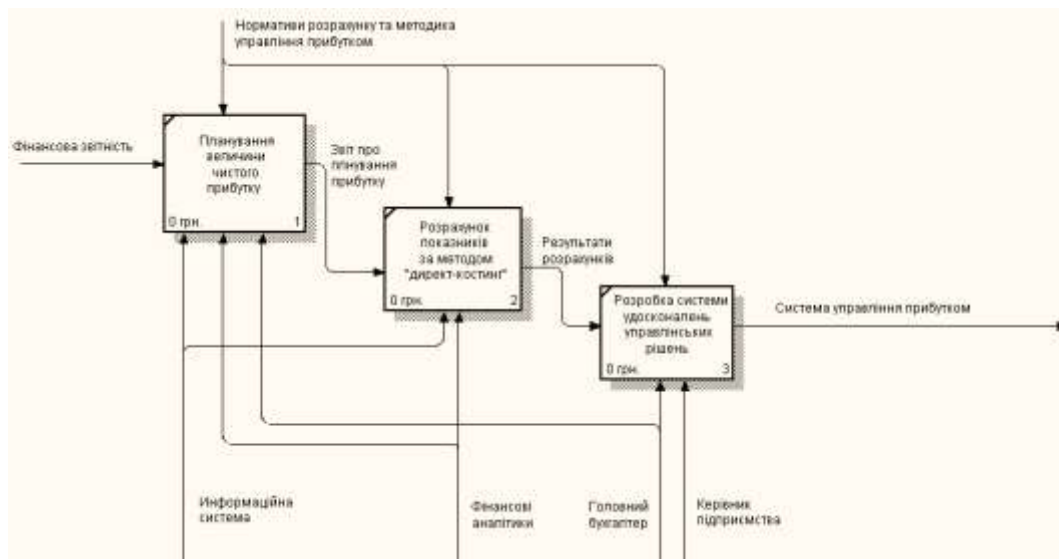 Нормативи розрахунку та методика
управління прибутком
Фінансова звітність
Планування
величини
чистого
прибутку
0 грн.
1
Звіт про
плнування
прибутку
Розрахунок
показників
за методом
"директ-костинг"
0 грн.
2
Результати
розрахунків
Розробка системи
удосконалень
управлінських
рішень
0 грн.
3
Система управління прибутком
Информаційна
система
Фенансові
аналітики
Головний
бухгалтер
Керівник
підприємства